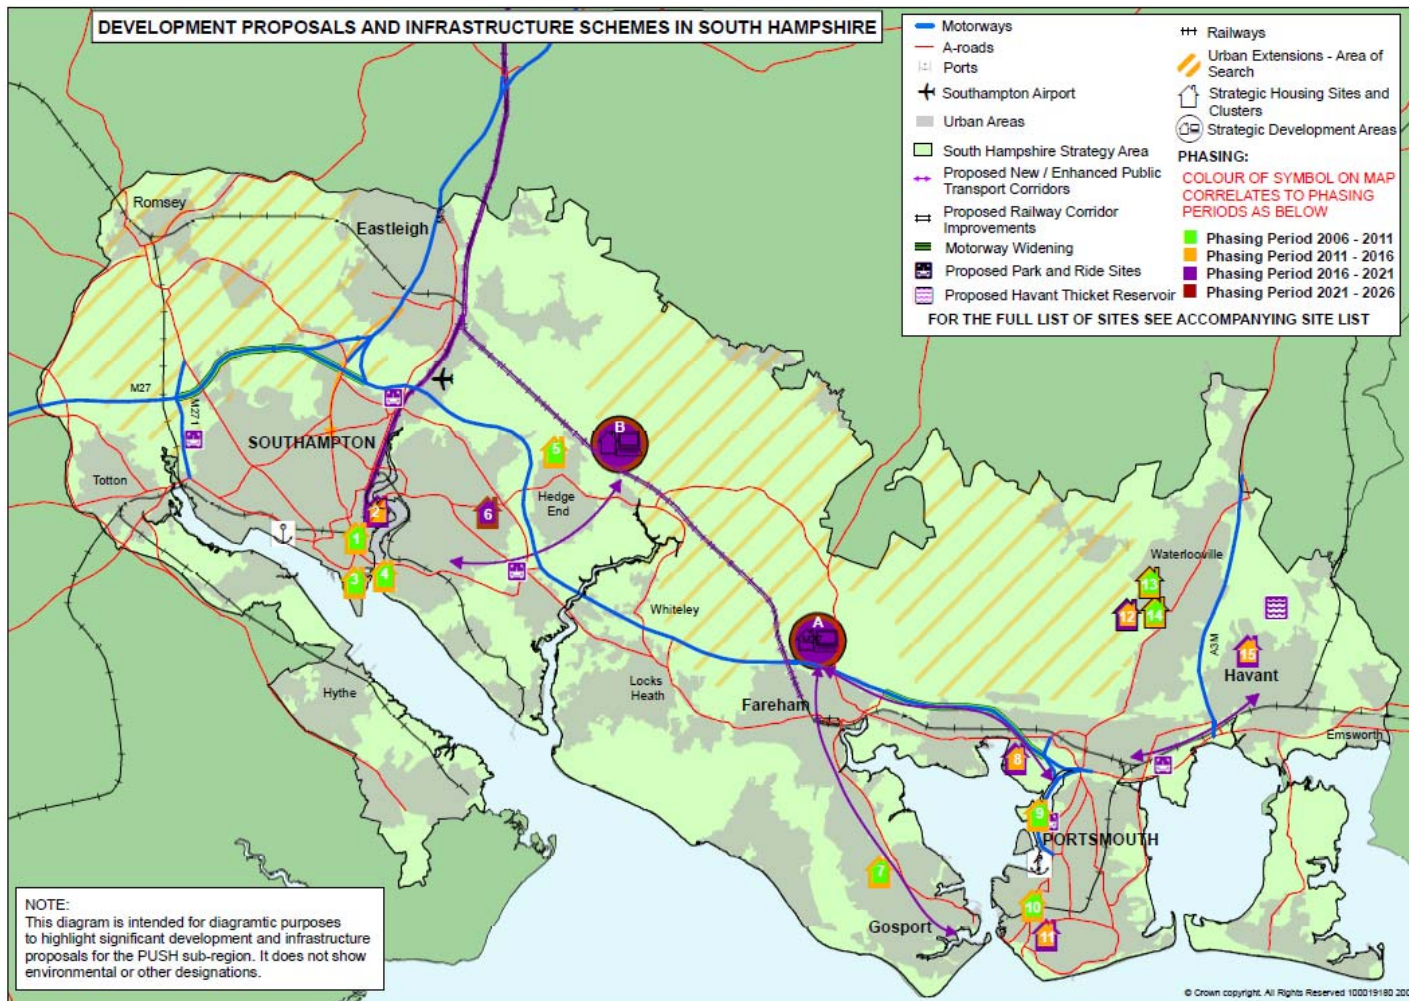 DEVELOPMENT PROPOSALS AND INFRASTRUCTURE SCHEMES IN SOUTH HAMPSHIRE
Motorways
A-roads
Ports
Southampton Airport
Urban Areas
South Hampshire Strategy Area
Proposed New / Enhanced Public
Transport Corridors
Proposed Railway Corridor
Improvements
Motorway Widening
Proposed Park and Ride Sites
Proposed Havant Thicket Reservoir
Railways
Urban Extensions - Area of
Search
Strategic Housing Sites and
Clusters
Strategic Development Areas
PHASING:
COLOUR OF SYMBOL ON MAP
CORRELATES TO PHASING
PERIODS AS BELOW
Phasing Period 2006 - 2011
Phasing Period 2011 - 2016
Phasing Period 2016 - 2021
Phasing Period 2021 - 2026
FOR THE FULL LIST OF SITES SEE ACCOMPANYING SITE LIST
Romsey
Eastleigh
M27
M271
SOUTHAMPTON
B
5
Totton
Hedge
End
2
6
1
3
4
Waterlooville
13
12
14
Whiteley
A
A3M
15
Havant
Hythe
Locks
Heath
Fareham
Emsworth
8
9
PORTSMOUTH
7
10
Gosport
11
NOTE:
This diagram is intended for diagramtic purposes
to highlight significant development and infrastructure
proposals for the PUSH sub-region. It does not show
environmental or other designations.
© Crown copyright. All Rights Reserved 100019180 200